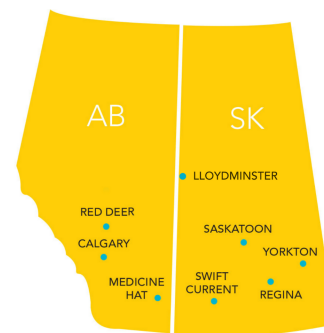 AB
SK
LLOYDMINSTER
RED DEER
SASKATOON
CALGARY
YORKTON
MEDICINE
HAT
SWIFT
CURRENT
REGINA